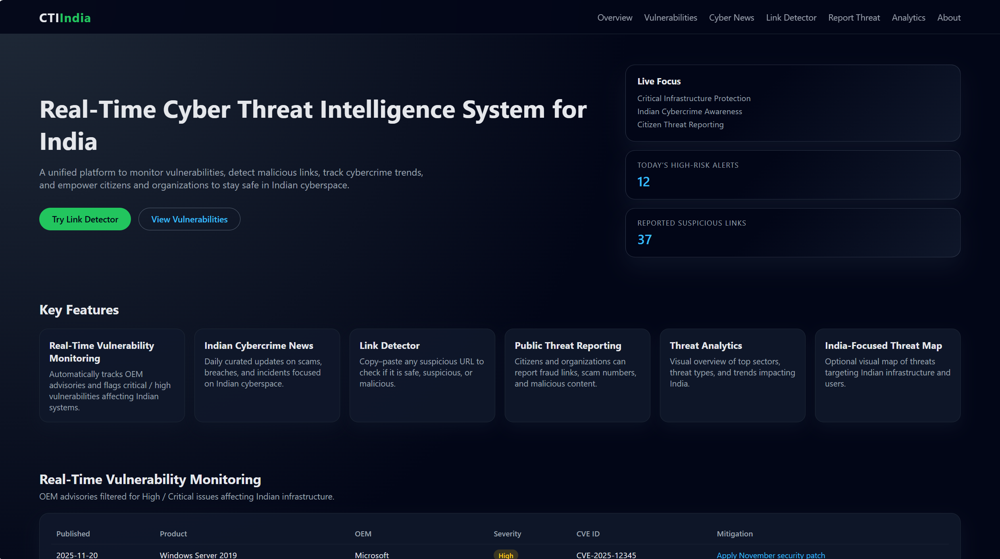 CTIIndia
Overview Vulnerabilities Cyber News Link Detector Report Threat Analytics About
Real-Time Cyber Threat Intelligence System for
India
A unified platform to monitor vulnerabilities, detect malicious links, track cybercrime trends,
and empower citizens and organizations to stay safe in Indian cyberspace.
Try Link Detector
View Vulnerabilities
Live Focus
Critical Infrastructure Protection
Indian Cybercrime Awareness
Citizen Threat Reporting
TODAY’S HIGH-RISK ALERTS
12
REPORTED SUSPICIOUS LINKS
37
Key Features
Real-Time Vulnerability
Monitoring
Automatically tracks OEM
advisories and flags critical / high
vulnerabilities affecting Indian
systems.
Indian Cybercrime News
Daily curated updates on scams,
breaches, and incidents focused
on Indian cyberspace.
Link Detector
Copy–paste any suspicious URL to
check if it is safe, suspicious, or
malicious.
Public Threat Reporting
Citizens and organizations can
report fraud links, scam numbers,
and malicious content.
Threat Analytics
Visual overview of top sectors,
threat types, and trends impacting
India.
India-Focused Threat Map
Optional visual map of threats
targeting Indian infrastructure and
users.
Real-Time Vulnerability Monitoring
OEM advisories filtered for High / Critical issues affecting Indian infrastructure.
Published Product OEM Severity CVE ID Mitigation
2025-11-20 Windows Server 2019 Microsoft High CVE-2025-12345 Apply November security patch